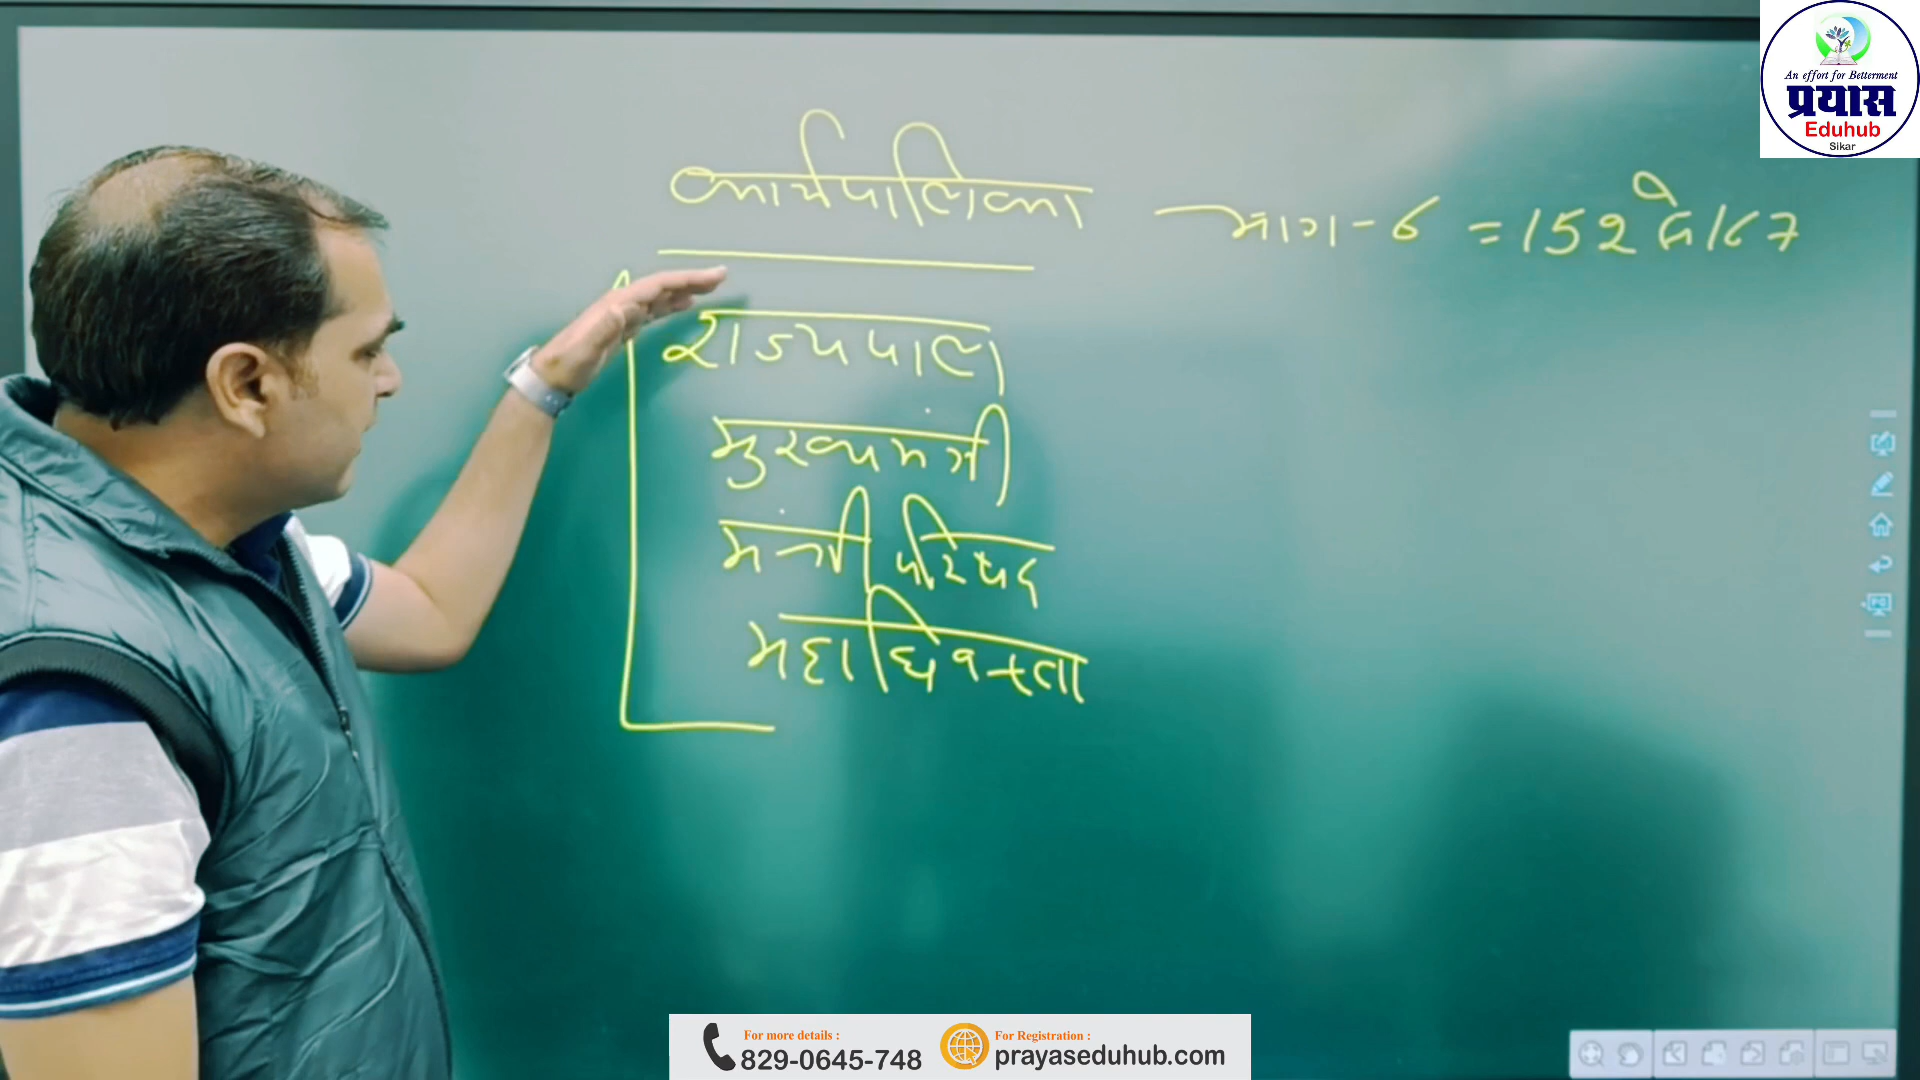 An effort for Betterment
प्रयास
Eduhub
Sikar
कार्यपालिका
भाग-6 = 152 से 167
राज्यपाल
मुख्यमंत्री
मंत्री परिषद
महाधिवक्ता
For more details :
829-0645-748
For Registration :
prayaseduhub.com